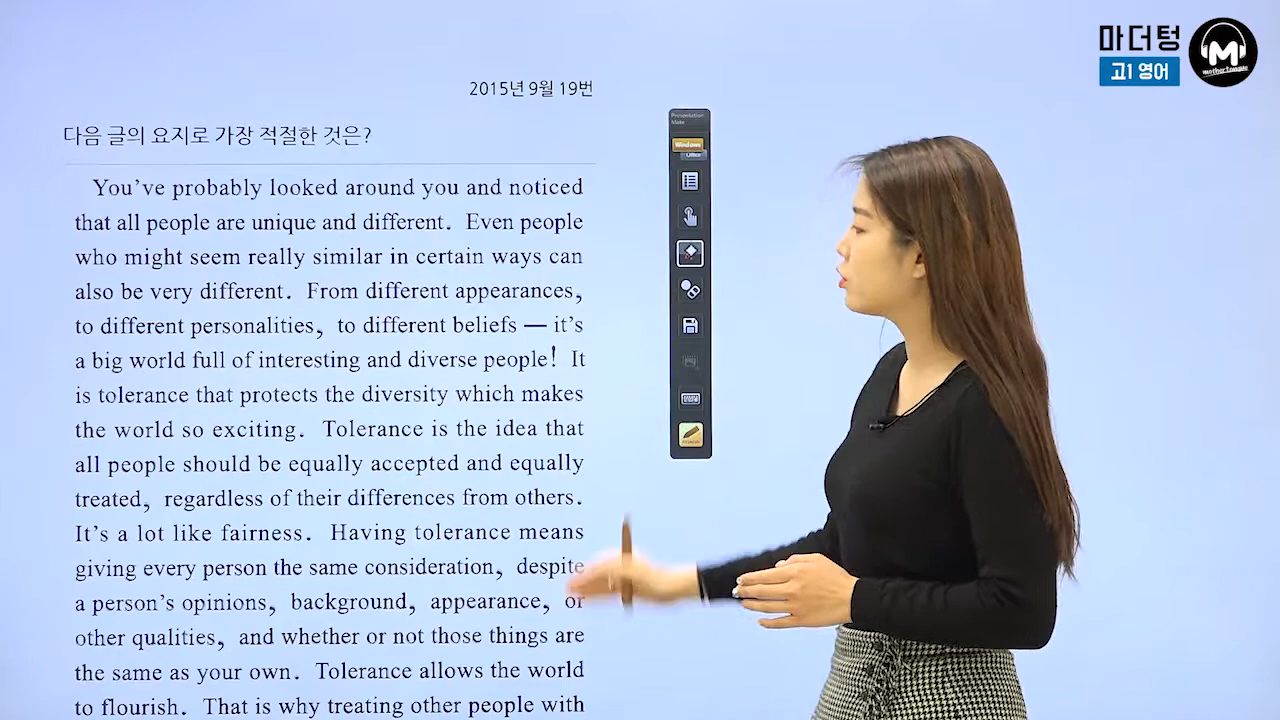 마더텅
고1 영어
M
mother tongue
2015년 9월 19번
다음 글의 요지로 가장 적절한 것은?
Presentation
Mate
Windows
Office
You've probably looked around you and noticed
that all people are unique and different. Even people
who might seem really similar in certain ways can
also be very different. From different appearances,
to different personalities, to different beliefs — it's
a big world full of interesting and diverse people! It
is tolerance that protects the diversity which makes
the world so exciting. Tolerance is the idea that
all people should be equally accepted and equally
treated, regardless of their differences from others.
It's a lot like fairness. Having tolerance means
giving every person the same consideration, despite
a person's opinions, background, appearance, or
other qualities, and whether or not those things are
the same as your own. Tolerance allows the world
to flourish. That is why treating other people with